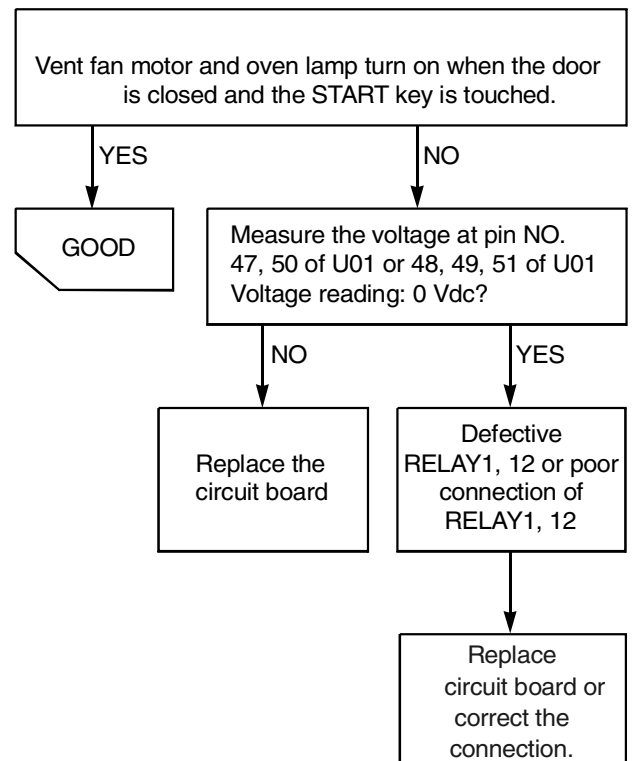 Vent fan motor and oven lamp turn on when the door
is closed and the START key is touched.
YES
NO
GOOD
Measure the voltage at pin NO.
47, 50 of U01 or 48, 49, 51 of U01
Voltage reading: 0 Vdc?
NO
YES
Replace the
circuit board
Defective
RELAY1, 12 or poor
connection of
RELAY1, 12
Replace
circuit board or
correct the
connection.